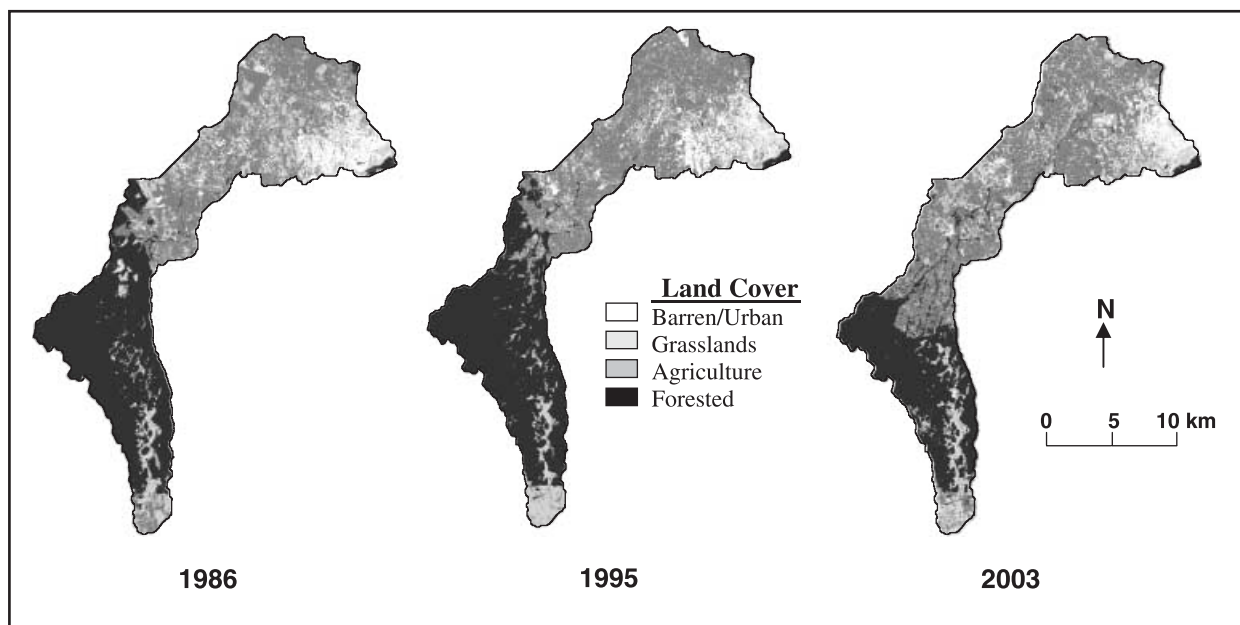 Land Cover
Barren/Urban
Grasslands
Agriculture
Forested
N
0 5 10 km
1986
1995
2003